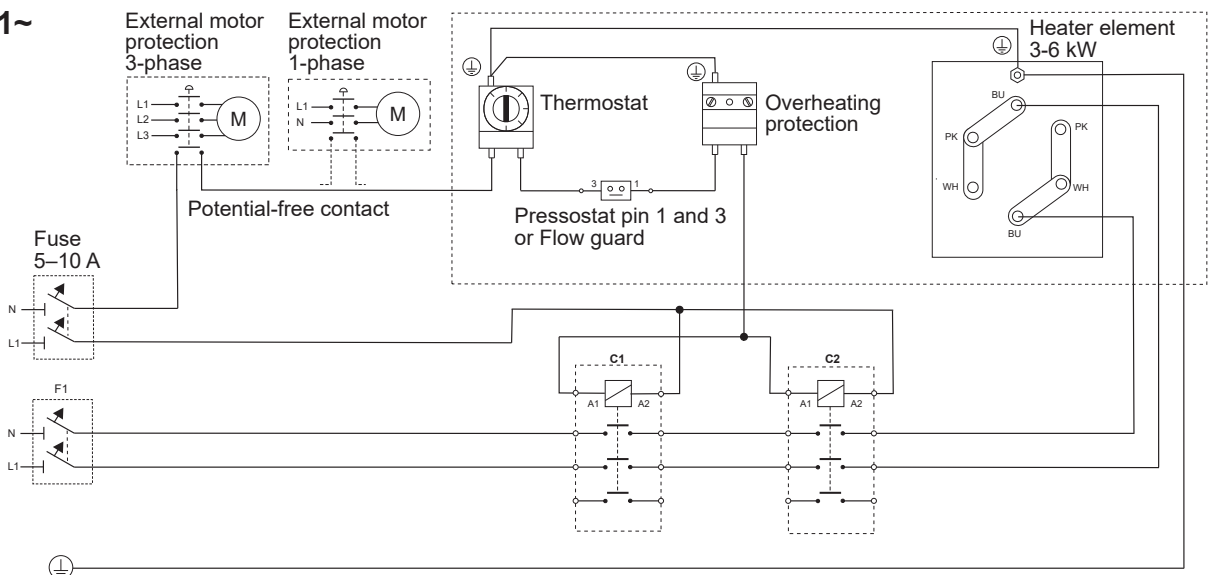 1~
External motor
protection
3-phase
External motor
protection
1-phase
Heater element
3-6 kW
L1
L2
L3
M
L1
N
M
Thermostat
Overheating
protection
BU
PK
WH
PK
WH
BU
3
1
Potential-free contact
Pressostat pin 1 and 3
or Flow guard
Fuse
5–10 A
N
L1
C1
C2
A1
A2
A1
A2
F1
N
L1